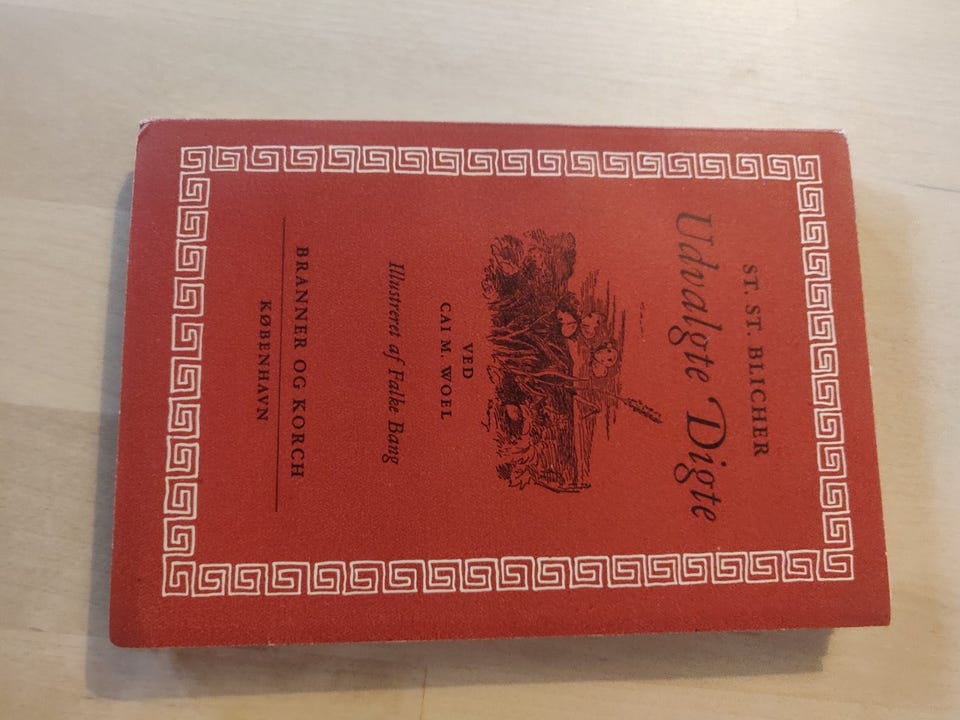 ST. ST. BLICHER
Udvalgte Digte
VED
CAI M. WOEL
Illustreret af Falke Bang
BRANNER OG KORCH
KØBENHAVN